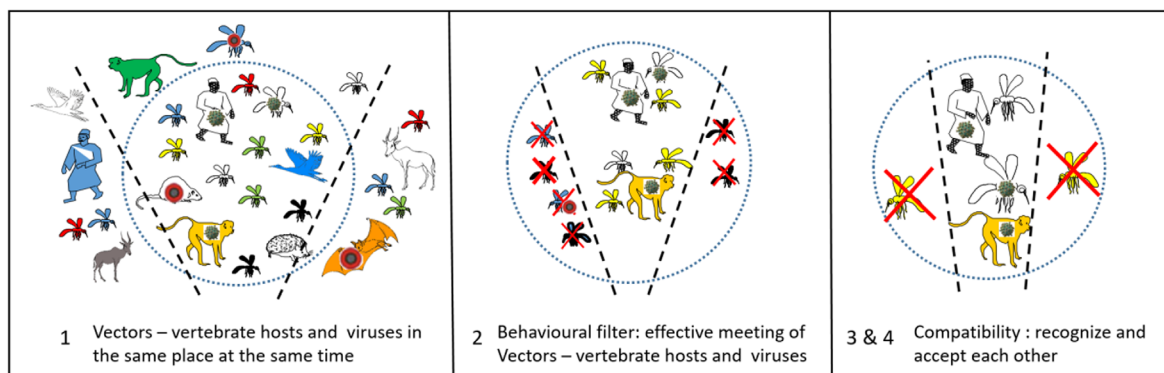 1 Vectors – vertebrate hosts and viruses in
the same place at the same time
2 Behavioural filter: effective meeting of
Vectors – vertebrate hosts and viruses
3 & 4 Compatibility : recognize and
accept each other